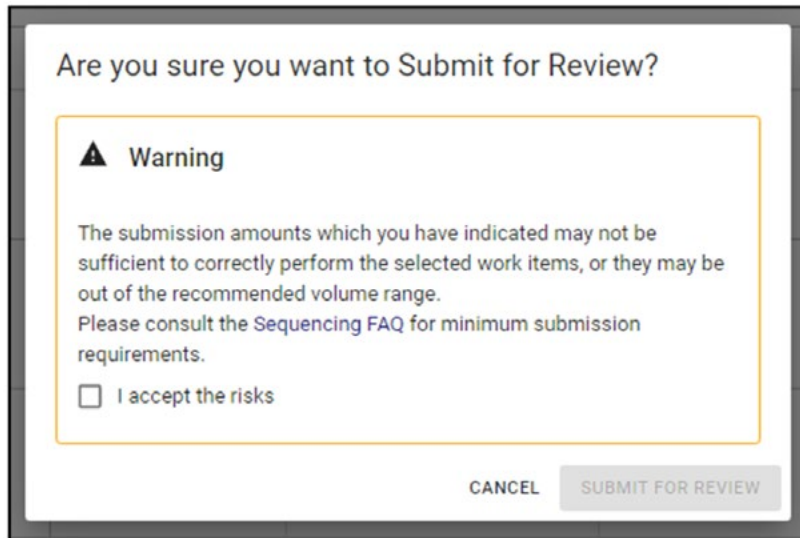 Are you sure you want to Submit for Review?
Warning
The submission amounts which you have indicated may not be
sufficient to correctly perform the selected work items, or they may be
out of the recommended volume range.
Please consult the Sequencing FAQ for minimum submission
requirements.
I accept the risks
CANCEL SUBMIT FOR REVIEW